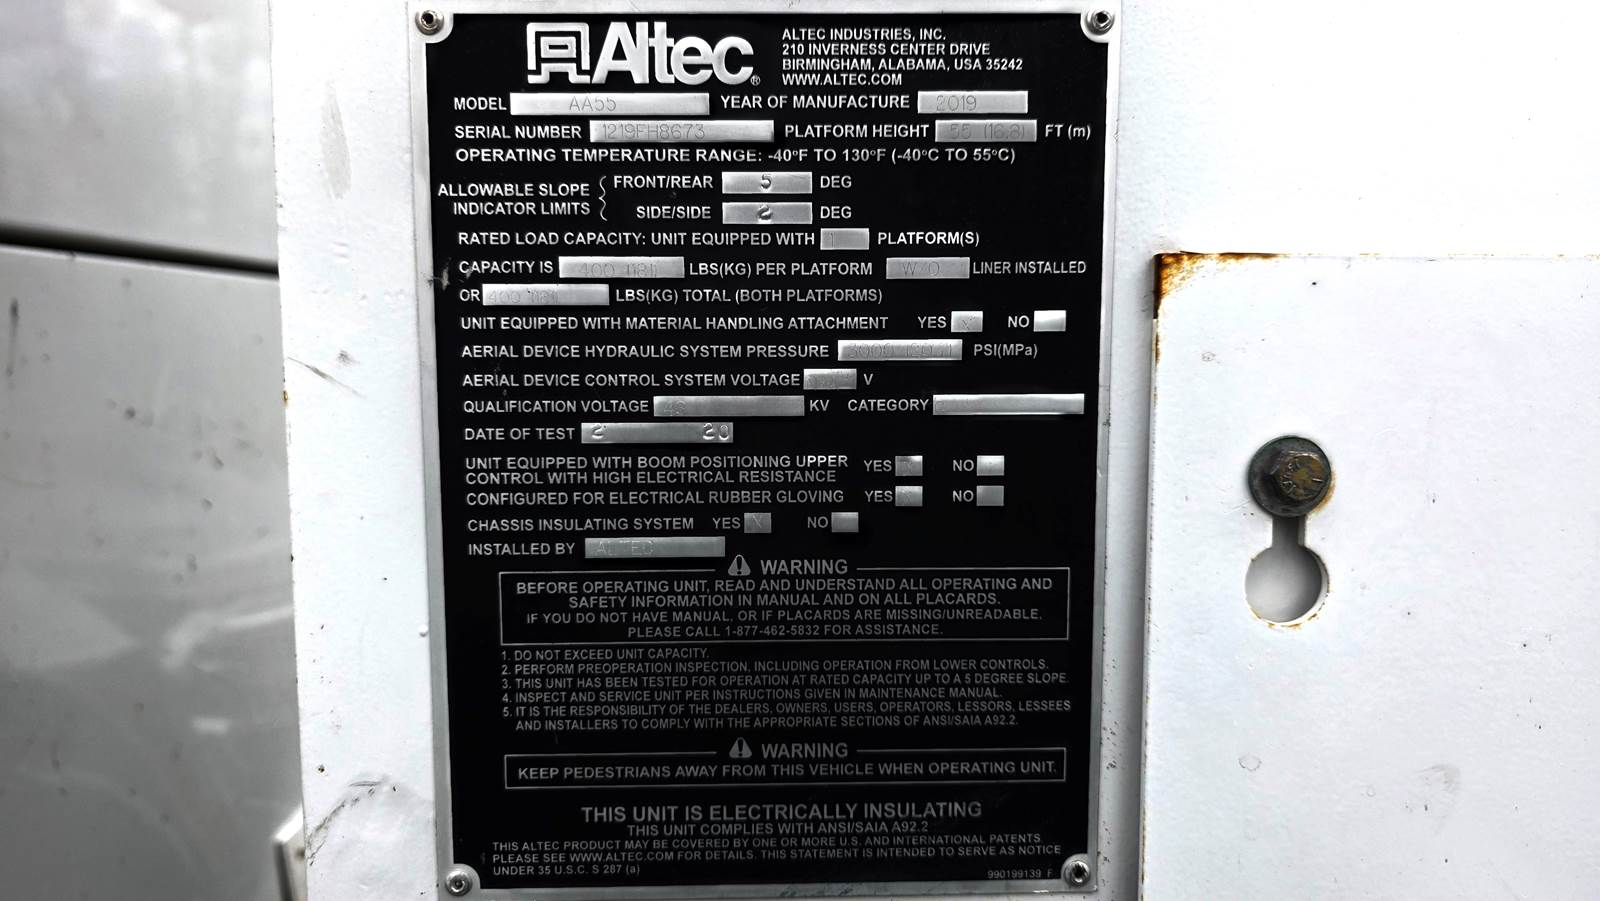 Altec®
ALTEC INDUSTRIES, INC.
210 INVERNESS CENTER DRIVE
BIRMINGHAM, ALABAMA, USA 35242
WWW.ALTEC.COM
MODEL AA55 YEAR OF MANUFACTURE 2019
SERIAL NUMBER 1219FH8673 PLATFORM HEIGHT 55 (16.8) FT (m)
OPERATING TEMPERATURE RANGE: -40°F TO 130°F (-40°C TO 55°C)
ALLOWABLE SLOPE INDICATOR LIMITS
FRONT/REAR 5 DEG
SIDE/SIDE 2 DEG
RATED LOAD CAPACITY: UNIT EQUIPPED WITH 1 PLATFORM(S)
CAPACITY IS 400 (181) LBS(KG) PER PLATFORM W/O LINER INSTALLED
OR 400 (181) LBS(KG) TOTAL (BOTH PLATFORMS)
UNIT EQUIPPED WITH MATERIAL HANDLING ATTACHMENT YES X NO
AERIAL DEVICE HYDRAULIC SYSTEM PRESSURE 3000 PSI(MPa)
AERIAL DEVICE CONTROL SYSTEM VOLTAGE V
QUALIFICATION VOLTAGE 46 KV CATEGORY
DATE OF TEST 2 20
UNIT EQUIPPED WITH BOOM POSITIONING UPPER
CONTROL WITH HIGH ELECTRICAL RESISTANCE YES NO
CONFIGURED FOR ELECTRICAL RUBBER GLOVING YES NO
CHASSIS INSULATING SYSTEM YES X NO
INSTALLED BY ALTEC
WARNING
BEFORE OPERATING UNIT, READ AND UNDERSTAND ALL OPERATING AND
SAFETY INFORMATION IN MANUAL AND ON ALL PLACARDS.
IF YOU DO NOT HAVE MANUAL, OR IF PLACARDS ARE MISSING/UNREADABLE,
PLEASE CALL 1-877-462-5832 FOR ASSISTANCE.
1. DO NOT EXCEED UNIT CAPACITY.
2. PERFORM PREOPERATION INSPECTION, INCLUDING OPERATION FROM LOWER CONTROLS.
3. THIS UNIT HAS BEEN TESTED FOR OPERATION AT RATED CAPACITY UP TO A 5 DEGREE SLOPE.
4. INSPECT AND SERVICE UNIT PER INSTRUCTIONS GIVEN IN MAINTENANCE MANUAL.
5. IT IS THE RESPONSIBILITY OF THE DEALERS, OWNERS, USERS, OPERATORS, LESSORS, LESSEES
AND INSTALLERS TO COMPLY WITH THE APPROPRIATE SECTIONS OF ANSI/SAIA A92.2.
WARNING
KEEP PEDESTRIANS AWAY FROM THIS VEHICLE WHEN OPERATING UNIT.
THIS UNIT IS ELECTRICALLY INSULATING
THIS UNIT COMPLIES WITH ANSI/SAIA A92.2
THIS ALTEC PRODUCT MAY BE COVERED BY ONE OR MORE U.S. AND INTERNATIONAL PATENTS.
PLEASE SEE WWW.ALTEC.COM FOR DETAILS. THIS STATEMENT IS INTENDED TO SERVE AS NOTICE
UNDER 35 U.S.C. S 287 (a)
990199139 F